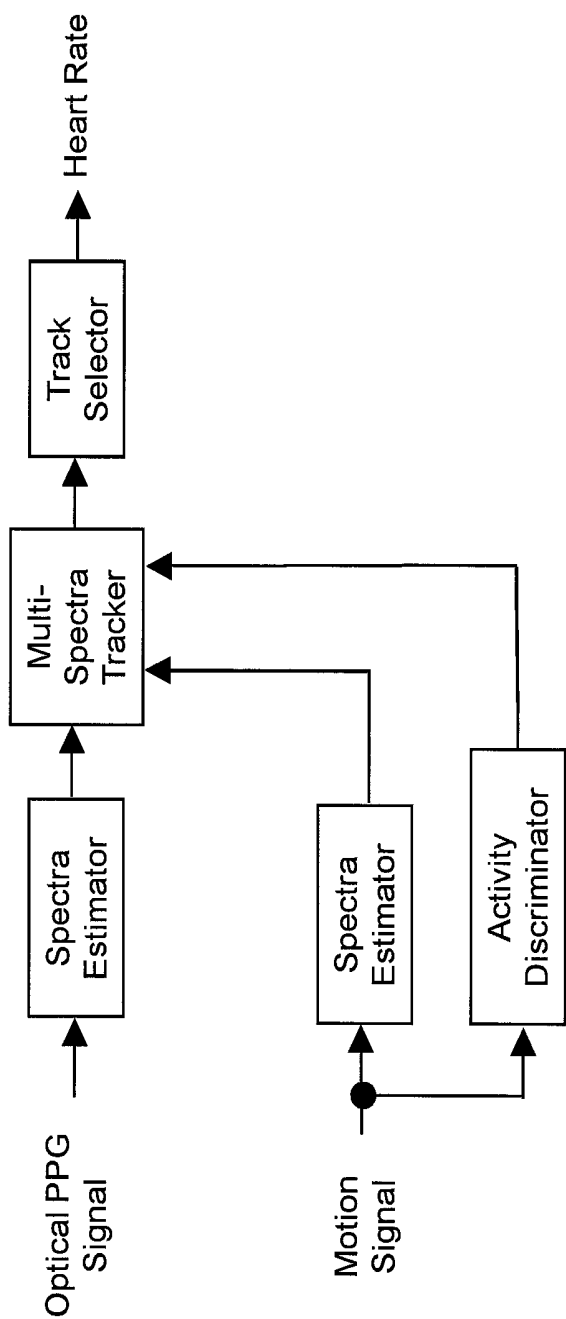 Optical PPG
Signal
Spectra
Estimator
Multi-
Spectra
Tracker
Track
Selector
Heart Rate
Motion
Signal
Spectra
Estimator
Activity
Discriminator